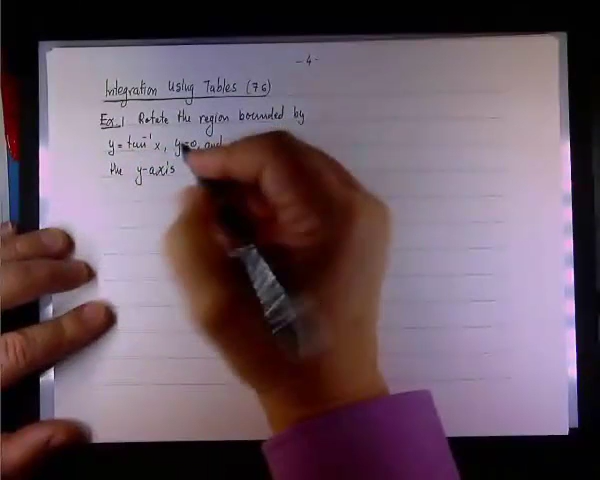 - 4 -
Integration Using Tables (7.6)
Ex. 1 Rotate the region bounded by
y = tan⁻¹ x, y=0, and
the y-axis